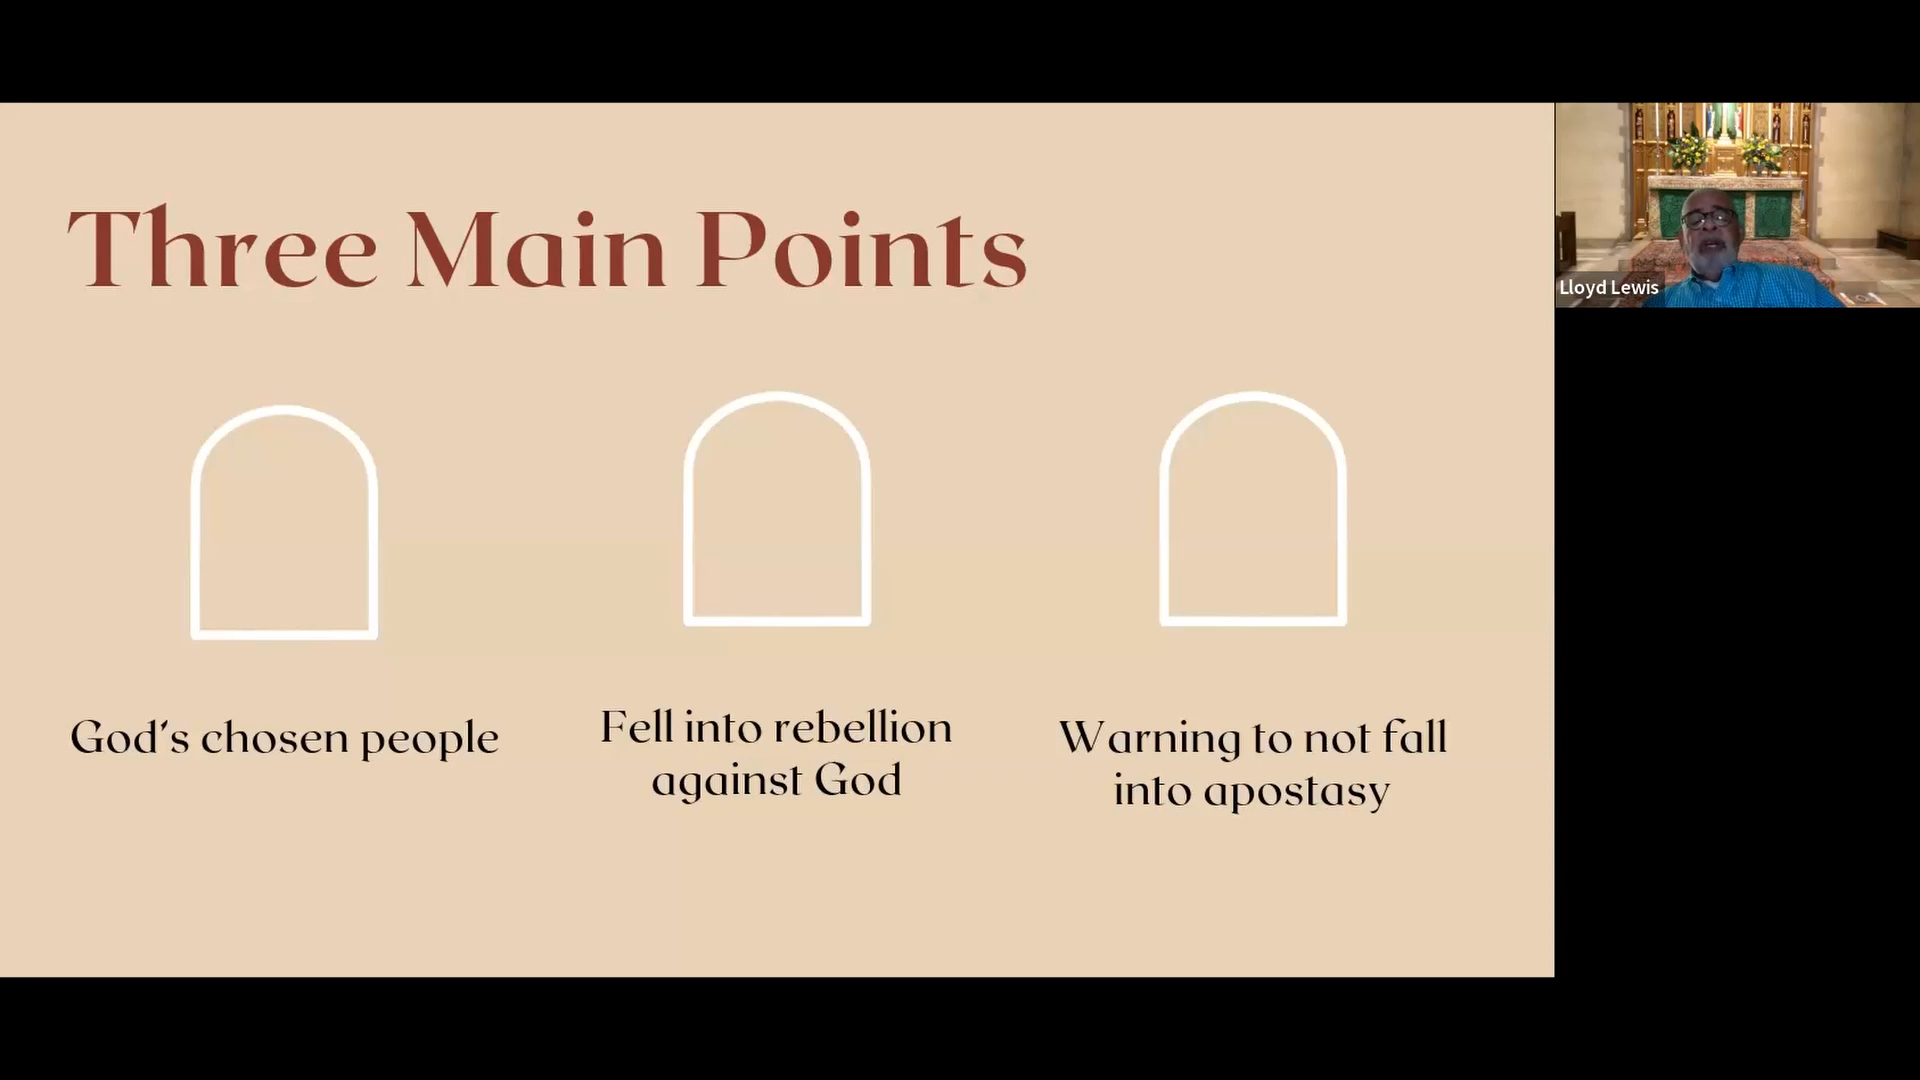 Three Main Points
God's chosen people
Fell into rebellion
against God
Warning to not fall
into apostasy
Lloyd Lewis